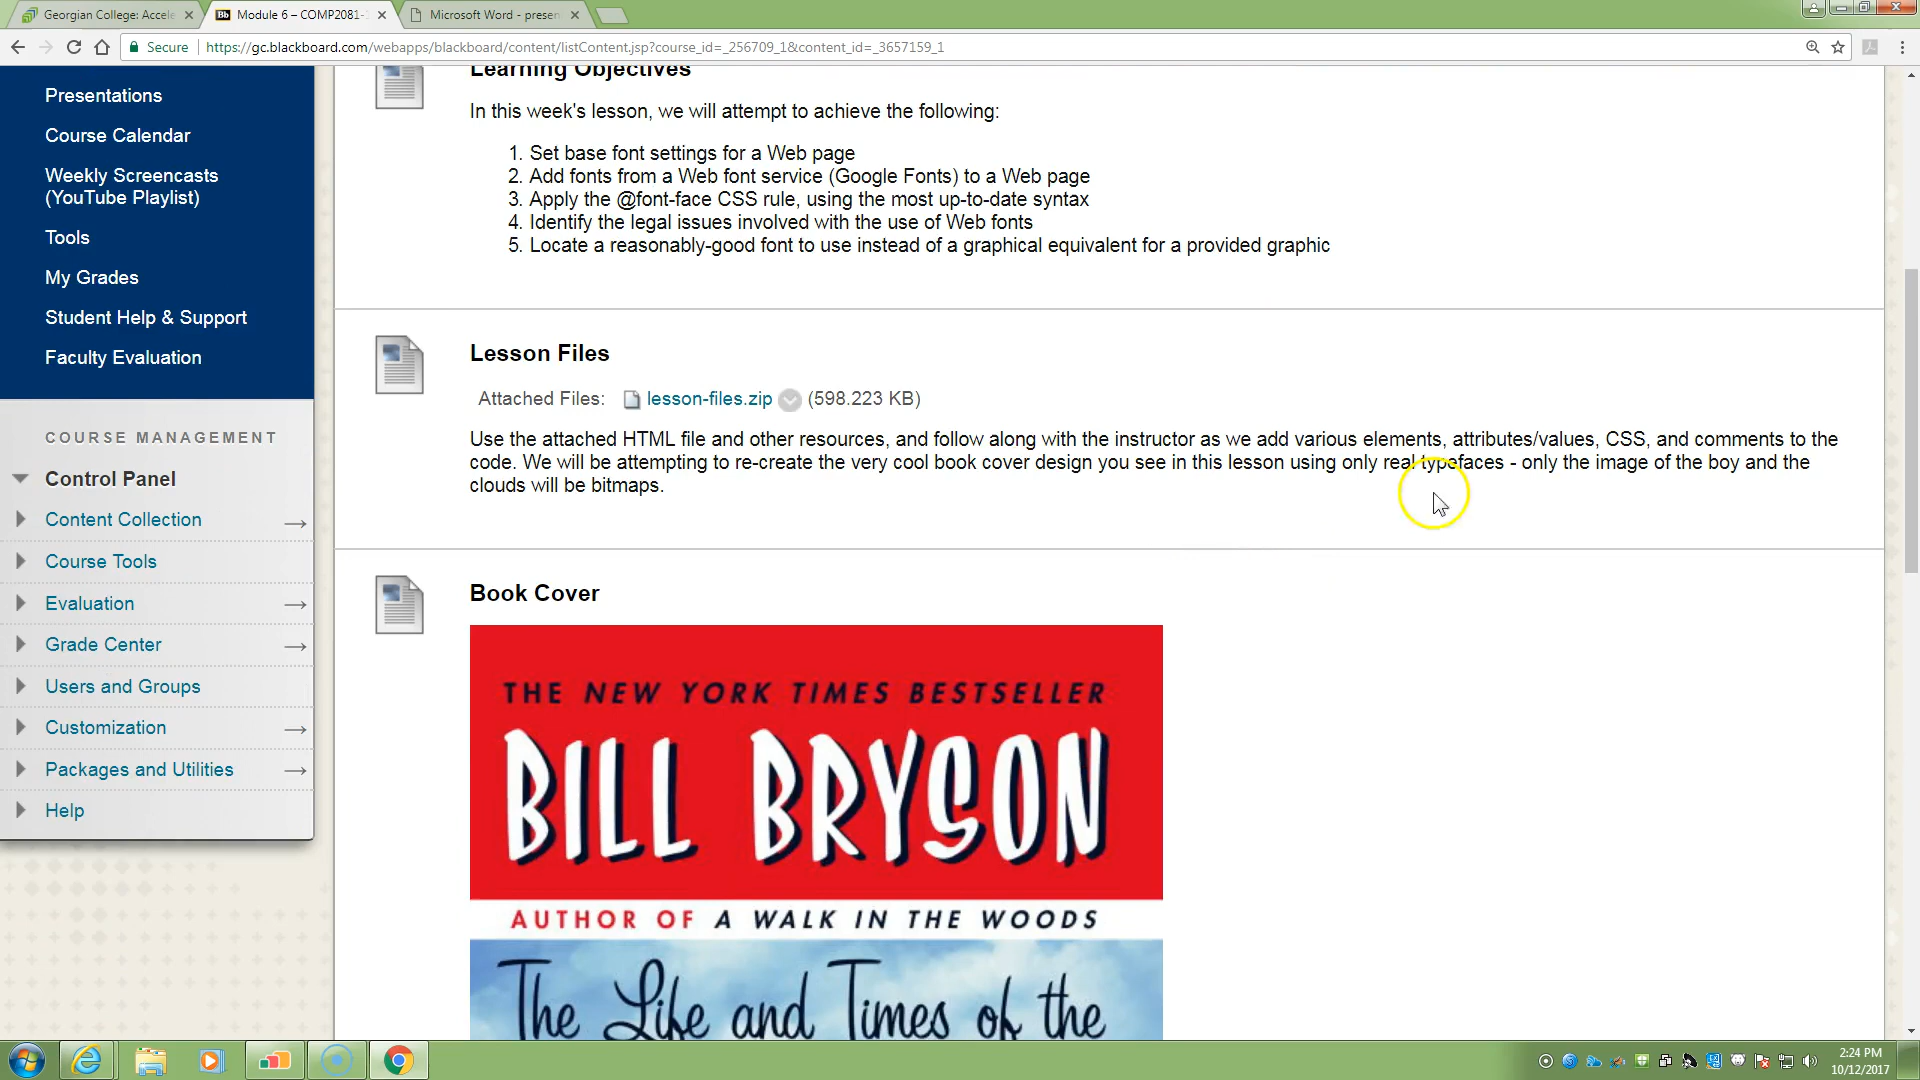 Georgian College: Accele
Module 6 – COMP2081-
Microsoft Word - presen
Secure
https://gc.blackboard.com/webapps/blackboard/content/listContent.jsp?course_id=_256709_1&content_id=_3657159_1
Presentations
Course Calendar
Weekly Screencasts
(YouTube Playlist)
Tools
My Grades
Student Help & Support
Faculty Evaluation
COURSE MANAGEMENT
Control Panel
Content Collection
Course Tools
Evaluation
Grade Center
Users and Groups
Customization
Packages and Utilities
Help
Learning Objectives
In this week's lesson, we will attempt to achieve the following:
1. Set base font settings for a Web page
2. Add fonts from a Web font service (Google Fonts) to a Web page
3. Apply the @font-face CSS rule, using the most up-to-date syntax
4. Identify the legal issues involved with the use of Web fonts
5. Locate a reasonably-good font to use instead of a graphical equivalent for a provided graphic
Lesson Files
Attached Files: lesson-files.zip (598.223 KB)
Use the attached HTML file and other resources, and follow along with the instructor as we add various elements, attributes/values, CSS, and comments to the
code. We will be attempting to re-create the very cool book cover design you see in this lesson using only real typefaces - only the image of the boy and the
clouds will be bitmaps.
Book Cover
THE NEW YORK TIMES BESTSELLER
BILL BRYSON
AUTHOR OF A WALK IN THE WOODS
The Life and Times of the
2:24 PM
10/12/2017